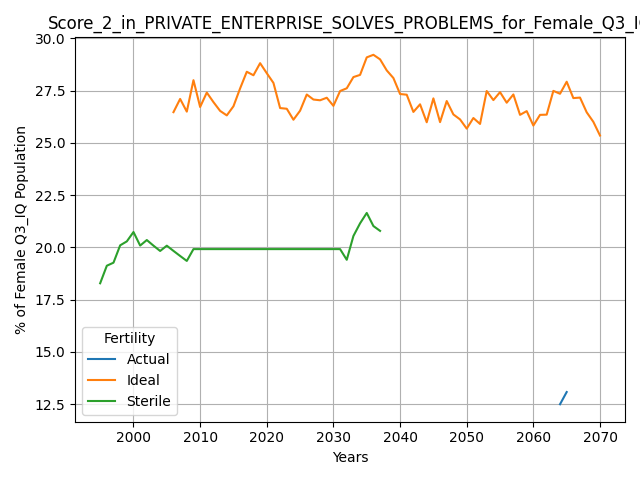 Score_2_in_PRIVATE_ENTERPRISE_SOLVES_PROBLEMS_for_Female_Q3_IQ
% of Female Q3_IQ Population
30.0
27.5
25.0
22.5
20.0
17.5
15.0
12.5
Fertility
Actual
Ideal
Sterile
2000 2010 2020 2030 2040 2050 2060 2070
Years